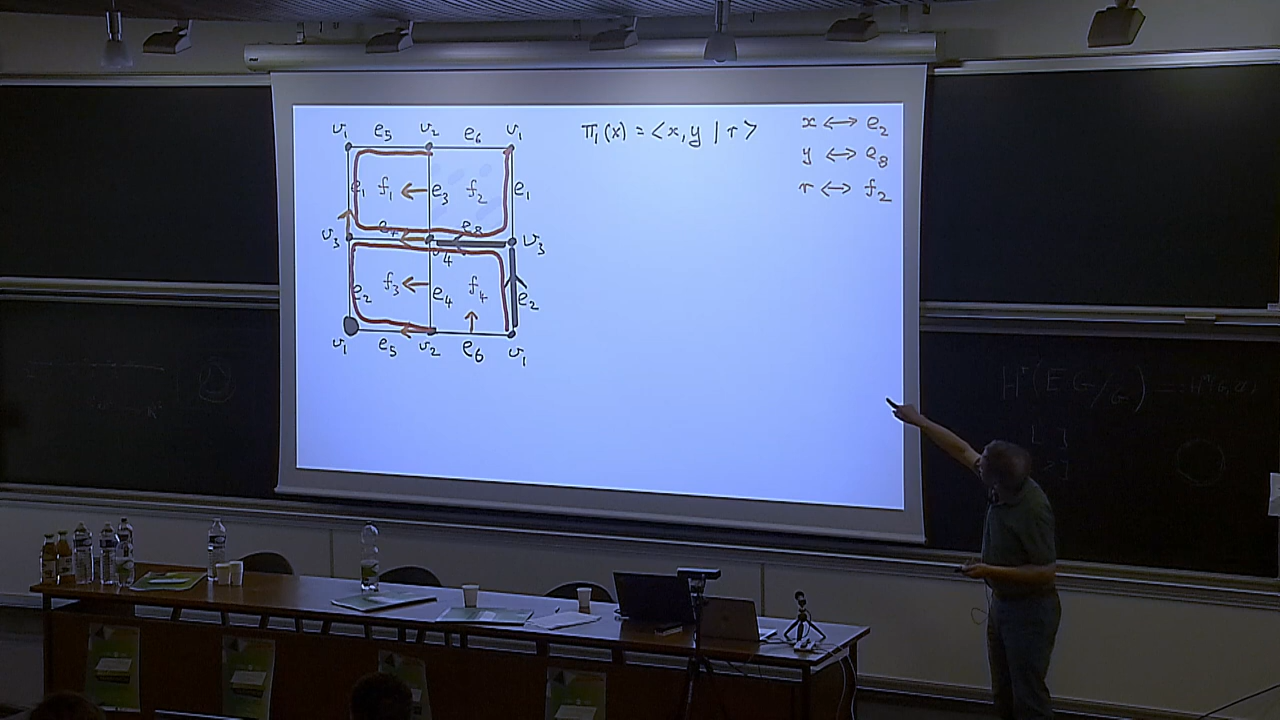 v₁ e₅ v₂ e₆ v₁
π₁(x) = <x, y | r>
x ↔ e₂
y ↔ e₈
r ↔ f₂
e₁ f₁ e₃ f₂ e₁
v₃ e₇ e₈ v₃
v₄
e₂ f₃ e₄ f₄ e₂
v₁ e₅ v₂ e₆ v₁